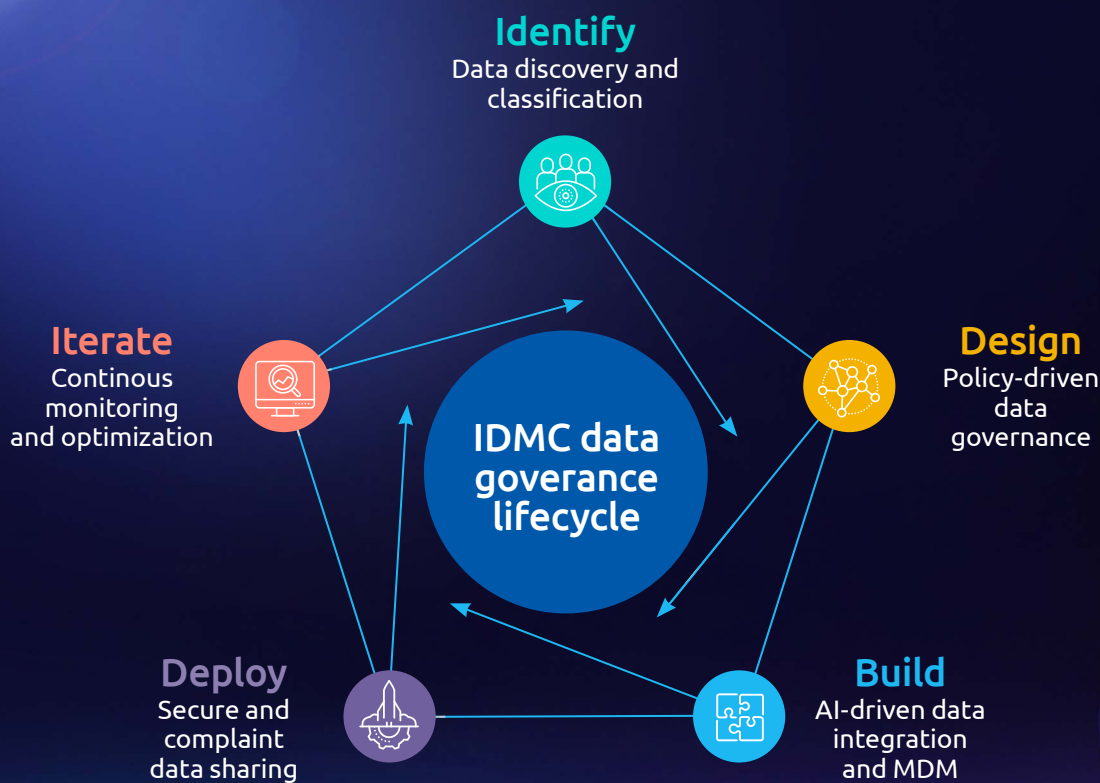 Identify
Data discovery and
classification
Iterate
Continous
monitoring
and optimization
Design
Policy-driven
data
governance
IDMC data
goverance
lifecycle
Deploy
Secure and
complaint
data sharing
Build
AI-driven data
integration
and MDM